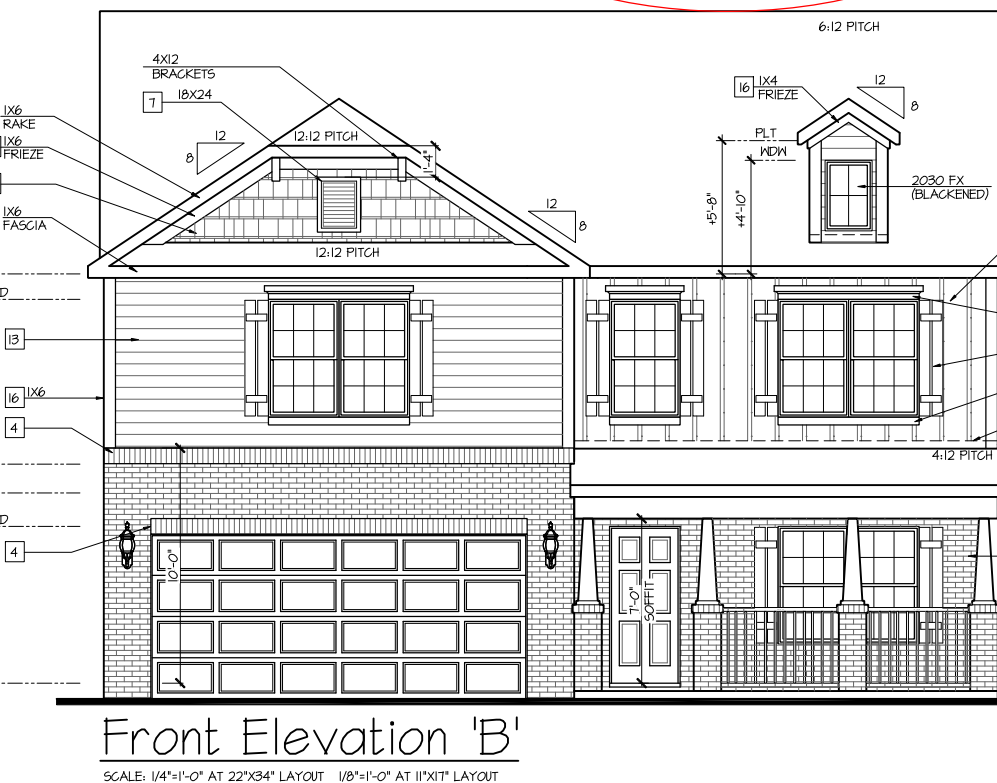 6:12 PITCH
4X12
BRACKETS
7
18X24
16
1X4
FRIEZE
12
8
1X6
RAKE
1X6
FRIEZE
12
8
12:12 PITCH
1'-4"
PLT
WDW
2030 FX
(BLACKENED)
+5'-8"
+4'-10"
1X6
FASCIA
12
8
12:12 PITCH
D
13
16
1X6
4
4:12 PITCH
D
4
10'-0"
7'-0"
SOFFIT
Front Elevation 'B'
SCALE: 1/4"=1'-0" AT 22"X34" LAYOUT 1/8"=1'-0" AT 11"X17" LAYOUT